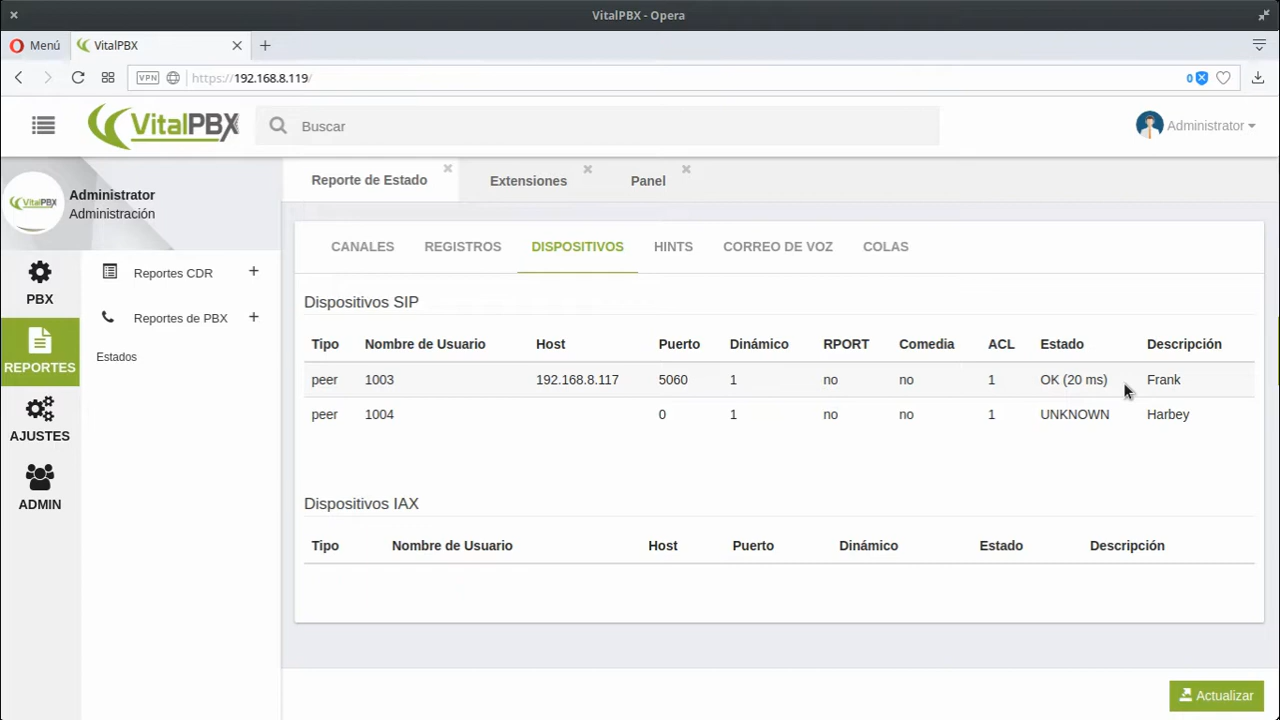 VitalPBX - Opera
Menú
VitalPBX
VPN
https://192.168.8.119/
0
VitalPBX
Buscar
Administrator
VitalPBX
Administrator
Administración
Reporte de Estado
Extensiones
Panel
PBX
REPORTES
AJUSTES
ADMIN
Reportes CDR
Reportes de PBX
Estados
CANALES REGISTROS DISPOSITIVOS HINTS CORREO DE VOZ COLAS
Dispositivos SIP
Tipo Nombre de Usuario Host Puerto Dinámico RPORT Comedia ACL Estado Descripción
peer 1003 192.168.8.117 5060 1 no no 1 OK (20 ms) Frank
peer 1004 0 1 no no 1 UNKNOWN Harbey
Dispositivos IAX
Tipo Nombre de Usuario Host Puerto Dinámico Estado Descripción
Actualizar